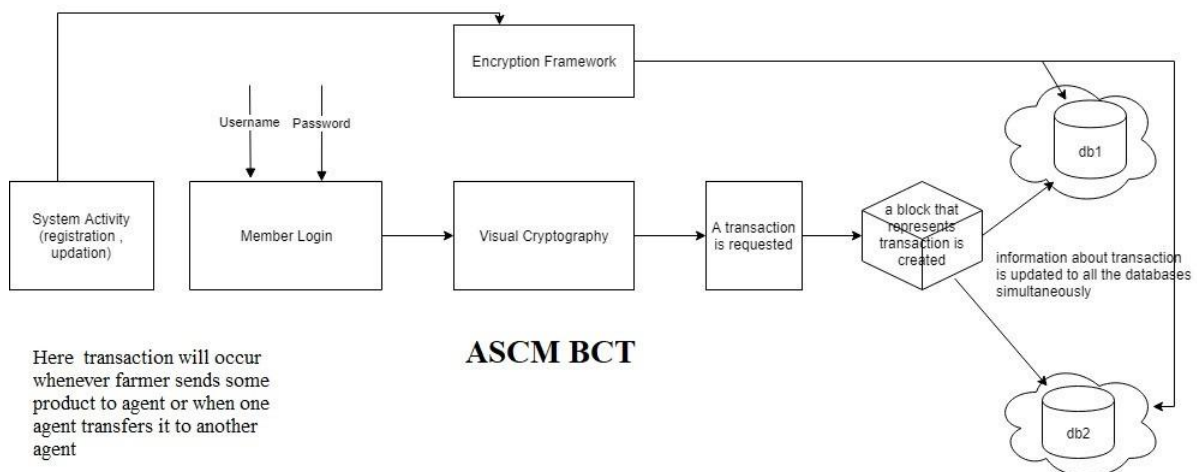 Encryption Framework
Username
Password
db1
System Activity
(registration ,
updation)
Member Login
Visual Cryptography
A transaction
is requested
a block that
represents
transaction is
created
information about transaction
is updated to all the databases
simultaneously
ASCM BCT
Here transaction will occur
whenever farmer sends some
product to agent or when one
agent transfers it to another
agent
db2